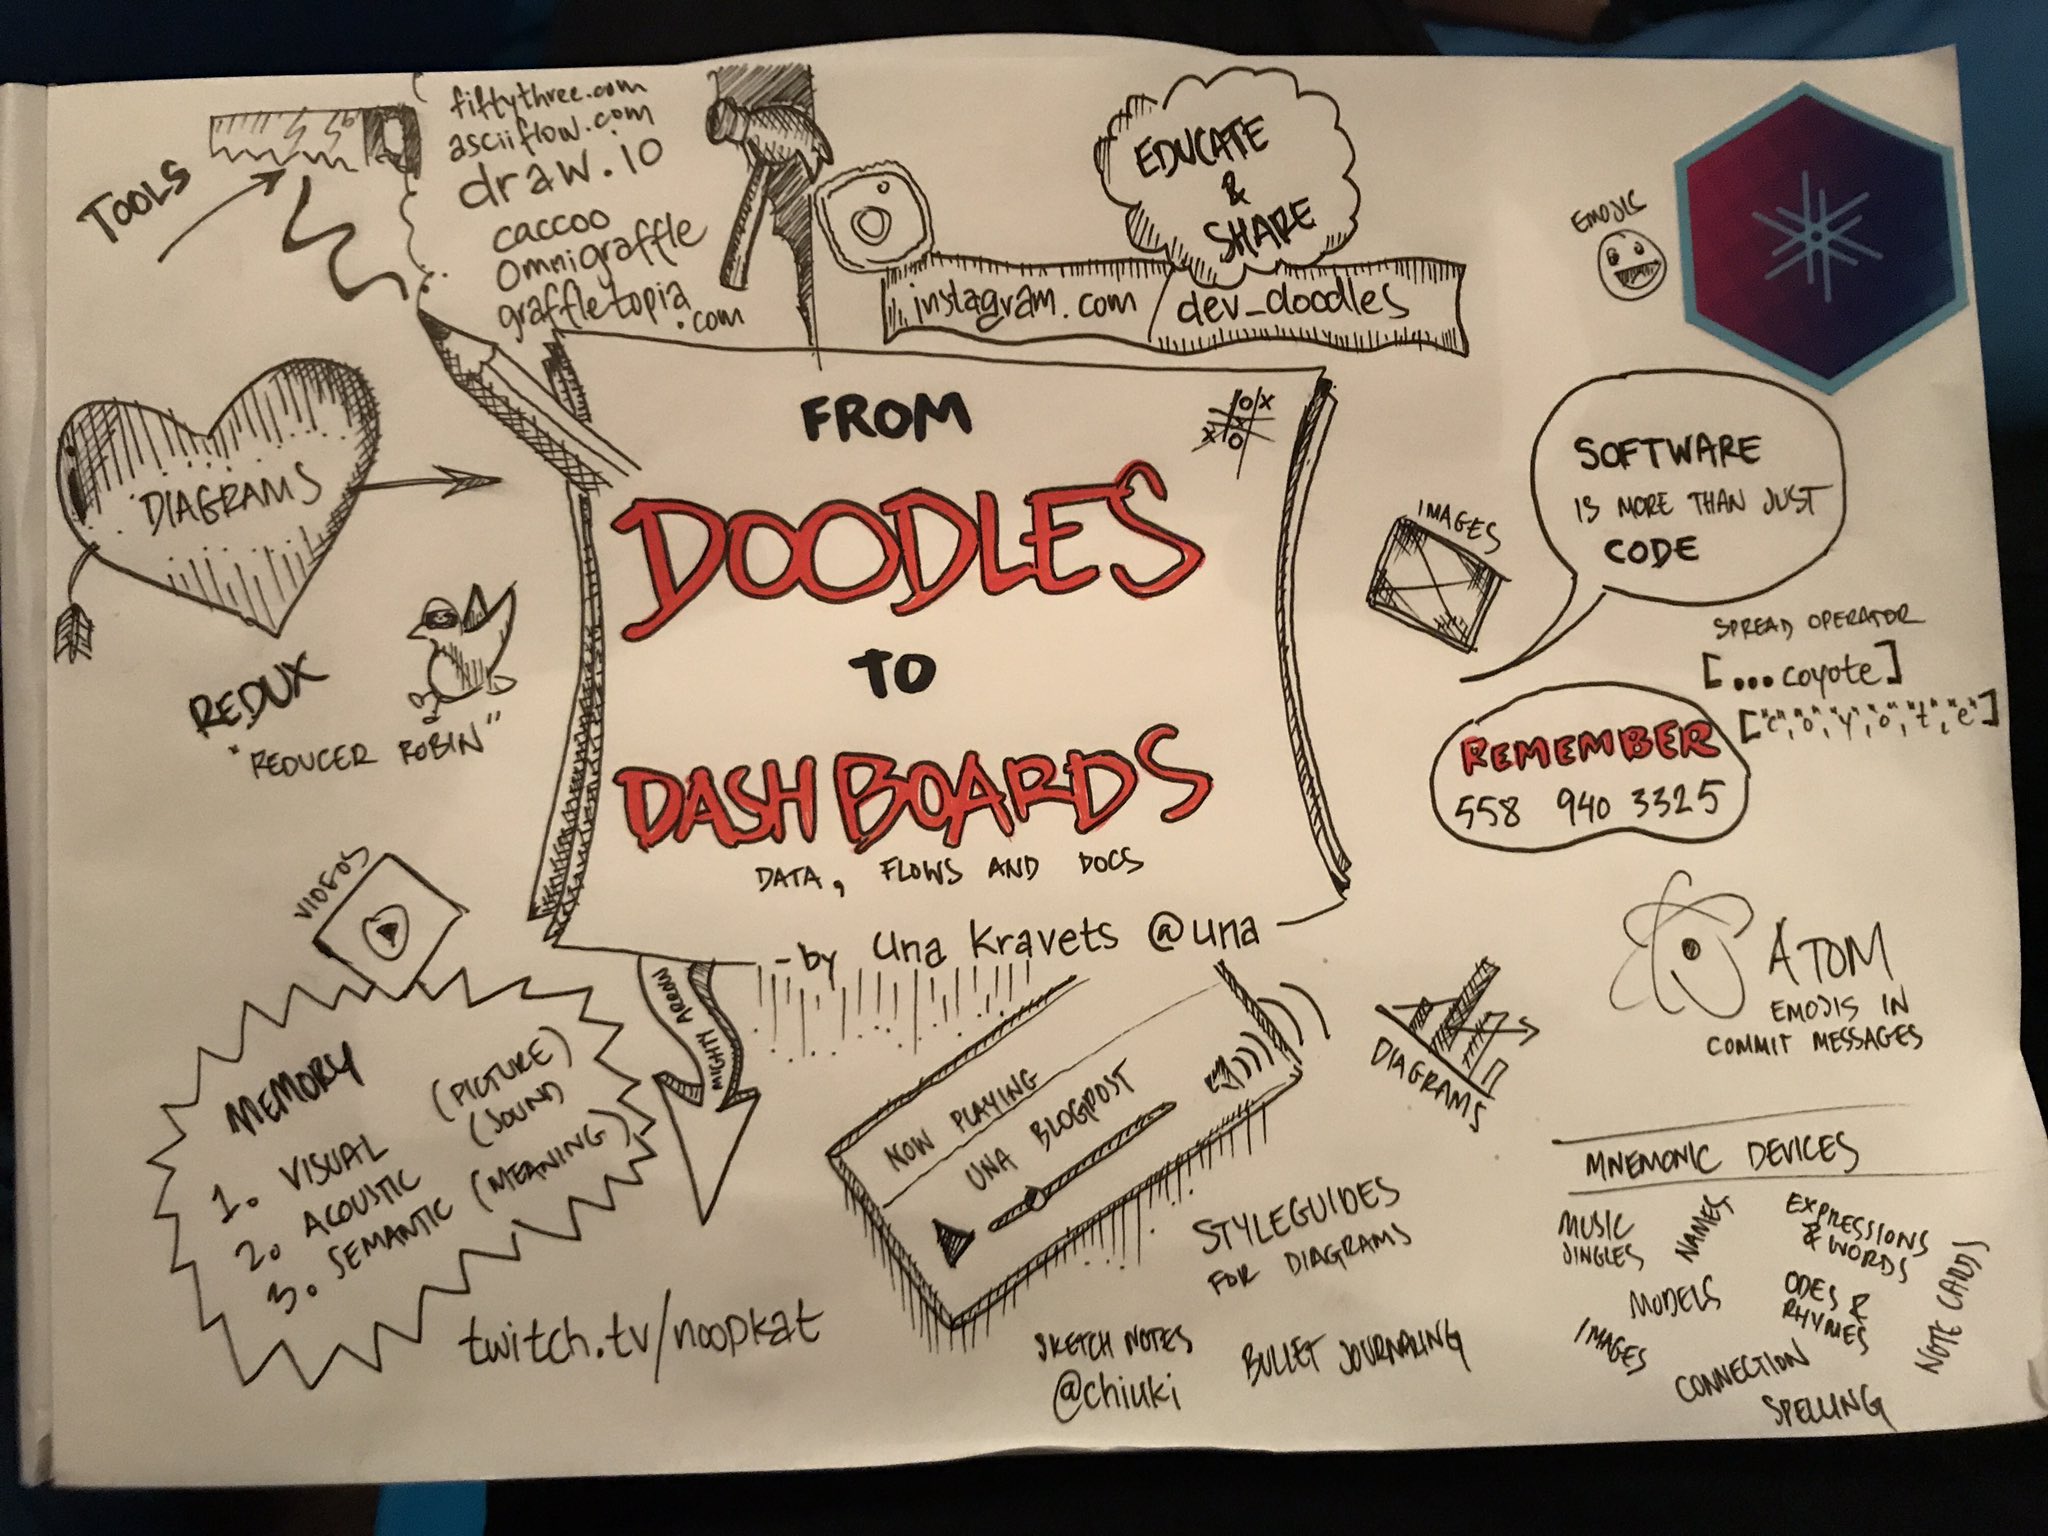 TOOLS
fiftythree.com
asciiflow.com
draw.io
caccoo
omnigraffle
graffletopia
.com
EDUCATE
&
SHARE
instagram.com/dev_doodles
EMOJIS
DIAGRAMS
FROM
DOODLES
TO
DASHBOARDS
DATA, FLOWS AND DOCS
- by Una Kravets @una
O X
X
X O
SOFTWARE
IS MORE THAN JUST
CODE
IMAGES
SPREAD OPERATOR
[...coyote]
["c","o","y","o","t","e"]
REMEMBER
558 940 3325
REDUX
"REDUCER ROBIN"
VIDEOS
MEMORY
1. VISUAL (PICTURE)
2. ACOUSTIC (SOUND)
3. SEMANTIC (MEANING)
MIGHTY ARROW
NOW PLAYING
UNA BLOGPOST
DIAGRAMS
ATOM
EMOJIS IN
COMMIT MESSAGES
STYLEGUIDES
FOR DIAGRAMS
twitch.tv/noopkat
SKETCH NOTES
@chiuki
BULLET JOURNALING
MNEMONIC DEVICES
MUSIC
JINGLES
NAMES
EXPRESSIONS
& WORDS
MODELS
ODES &
RHYMES
NOTE CARDS
IMAGES
CONNECTION
SPELLING